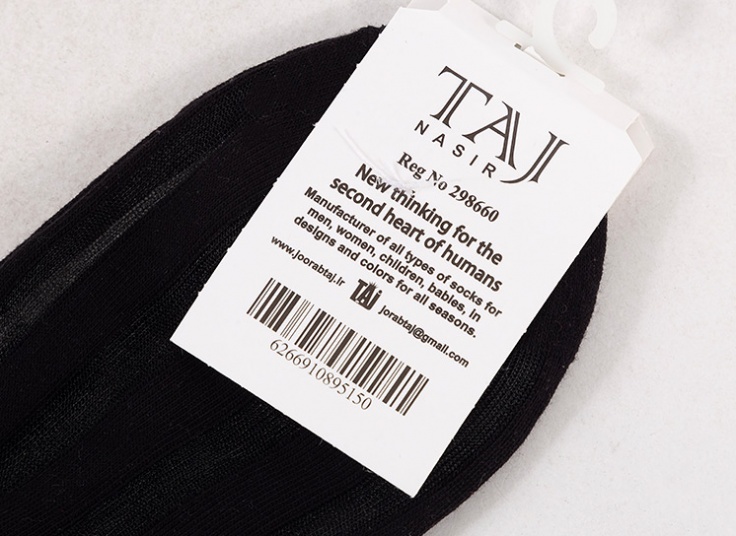 TAJ
NASIR
Reg No 298660
New thinking for the
second heart of humans
Manufacturer of all types of socks for
men, women, children, babies, in
designs and colors for all seasons.
www.joorabtaj.ir TAJ jorabtaj@gmail.com
6266910895150